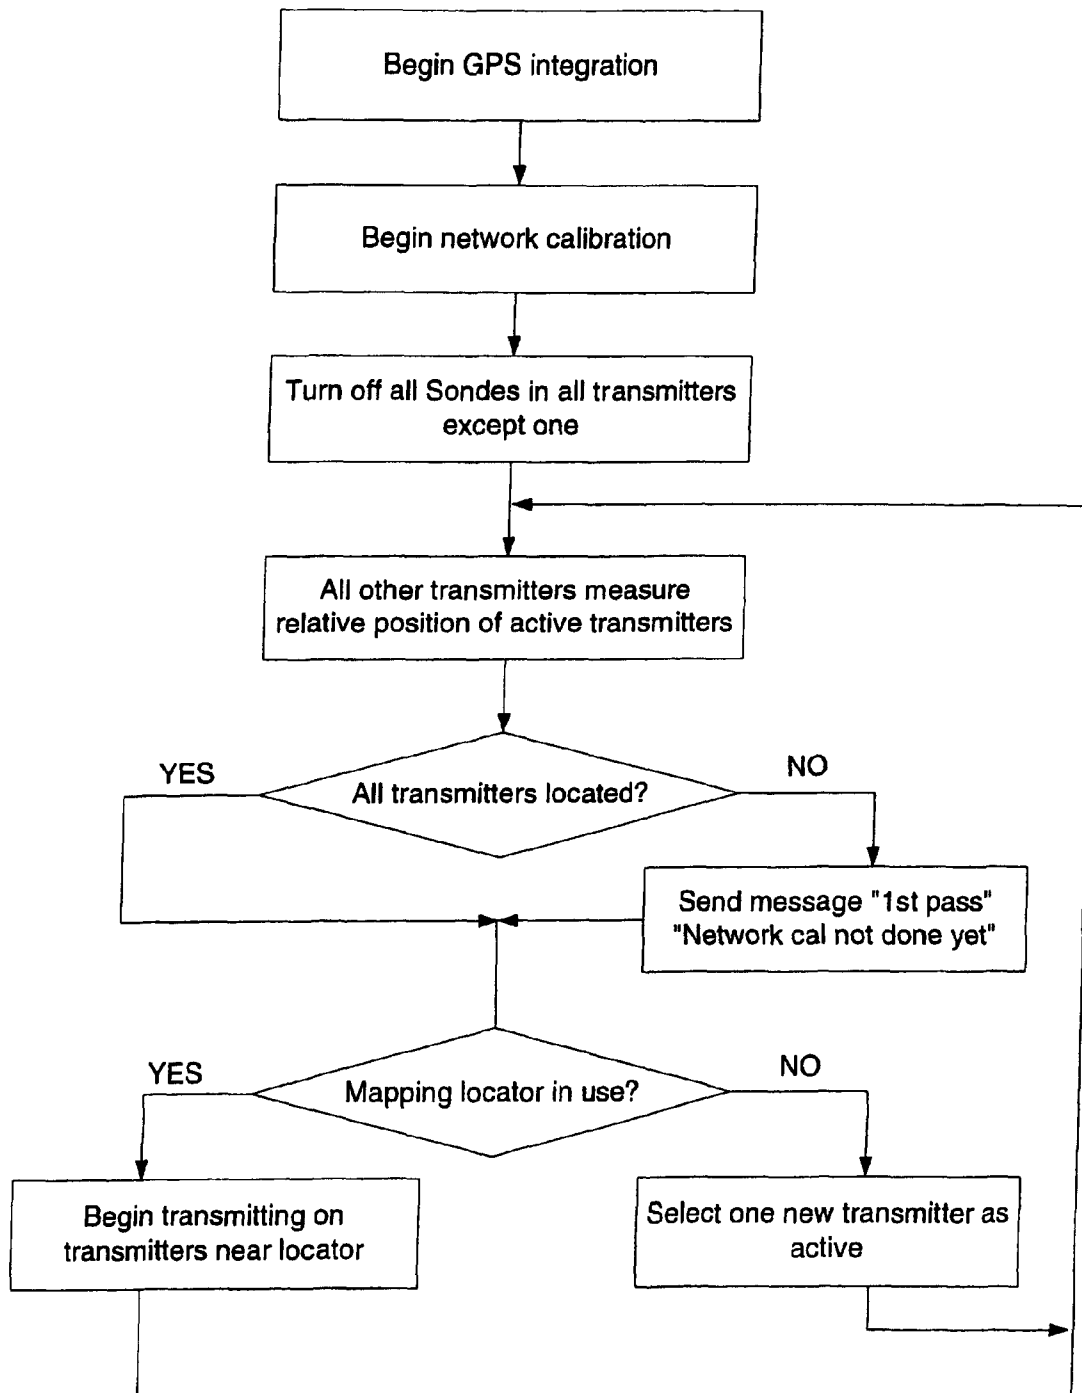 Begin GPS integration
Begin network calibration
Turn off all Sondes in all transmitters
except one
All other transmitters measure
relative position of active transmitters
YES
NO
All transmitters located?
Send message "1st pass"
"Network cal not done yet"
YES
NO
Mapping locator in use?
Begin transmitting on
transmitters near locator
Select one new transmitter as
active